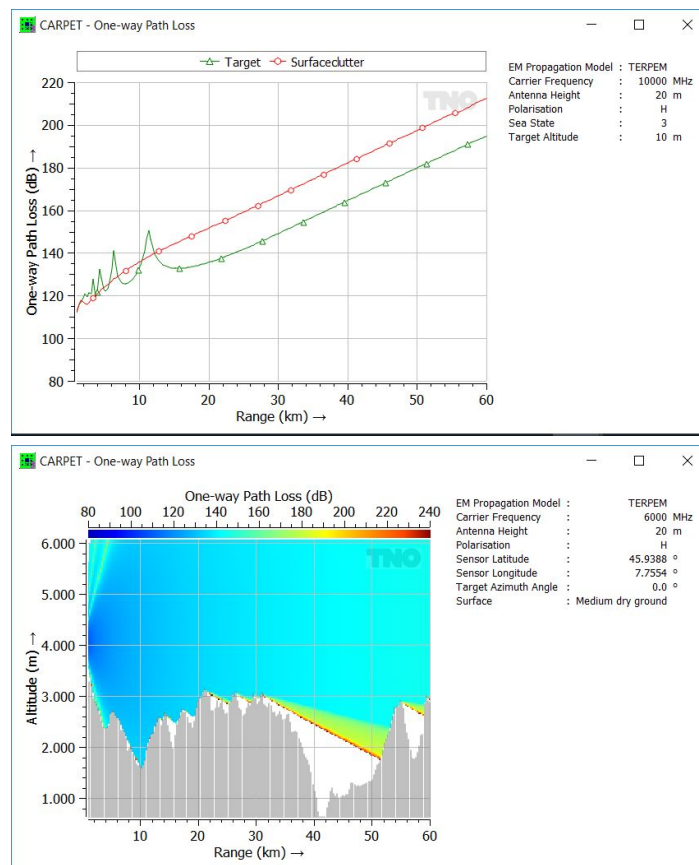 CARPET - One-way Path Loss
Target Surfaceclutter
TNO
220
200
180
160
140
120
100
80
One-way Path Loss (dB) →
10 20 30 40 50 60
Range (km) →
EM Propagation Model : TERPEM
Carrier Frequency : 10000 MHz
Antenna Height : 20 m
Polarisation : H
Sea State : 3
Target Altitude : 10 m
CARPET - One-way Path Loss
One-way Path Loss (dB)
80 100 120 140 160 180 200 220 240
TNO
6.000
5.000
4.000
3.000
2.000
1.000
Altitude (m) →
10 20 30 40 50 60
Range (km) →
EM Propagation Model : TERPEM
Carrier Frequency : 6000 MHz
Antenna Height : 20 m
Polarisation : H
Sensor Latitude : 45.9388 °
Sensor Longitude : 7.7554 °
Target Azimuth Angle : 0.0 °
Surface : Medium dry ground